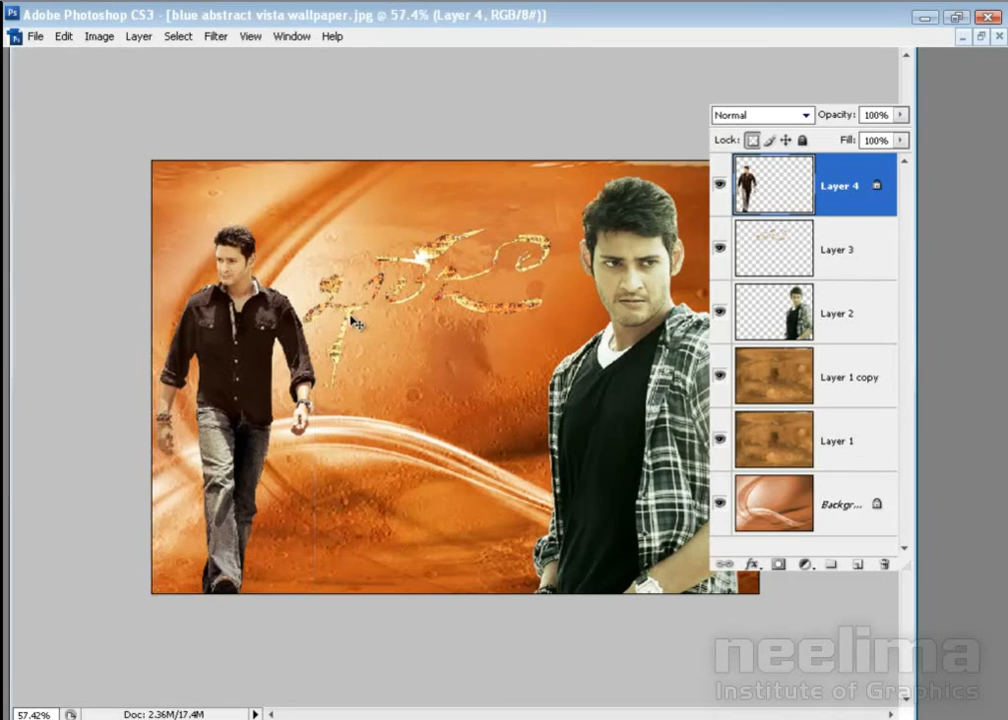 Adobe Photoshop CS3 - [blue abstract vista wallpaper.jpg @ 57.4% (Layer 4, RGB/8#)]
File Edit Image Layer Select Filter View Window Help
Normal Opacity: 100%
Lock: Fill: 100%
Layer 4
Layer 3
Layer 2
Layer 1 copy
Layer 1
Backgr...
neelima
Institute of Graphics
57.42% Doc: 2.36M/17.4M